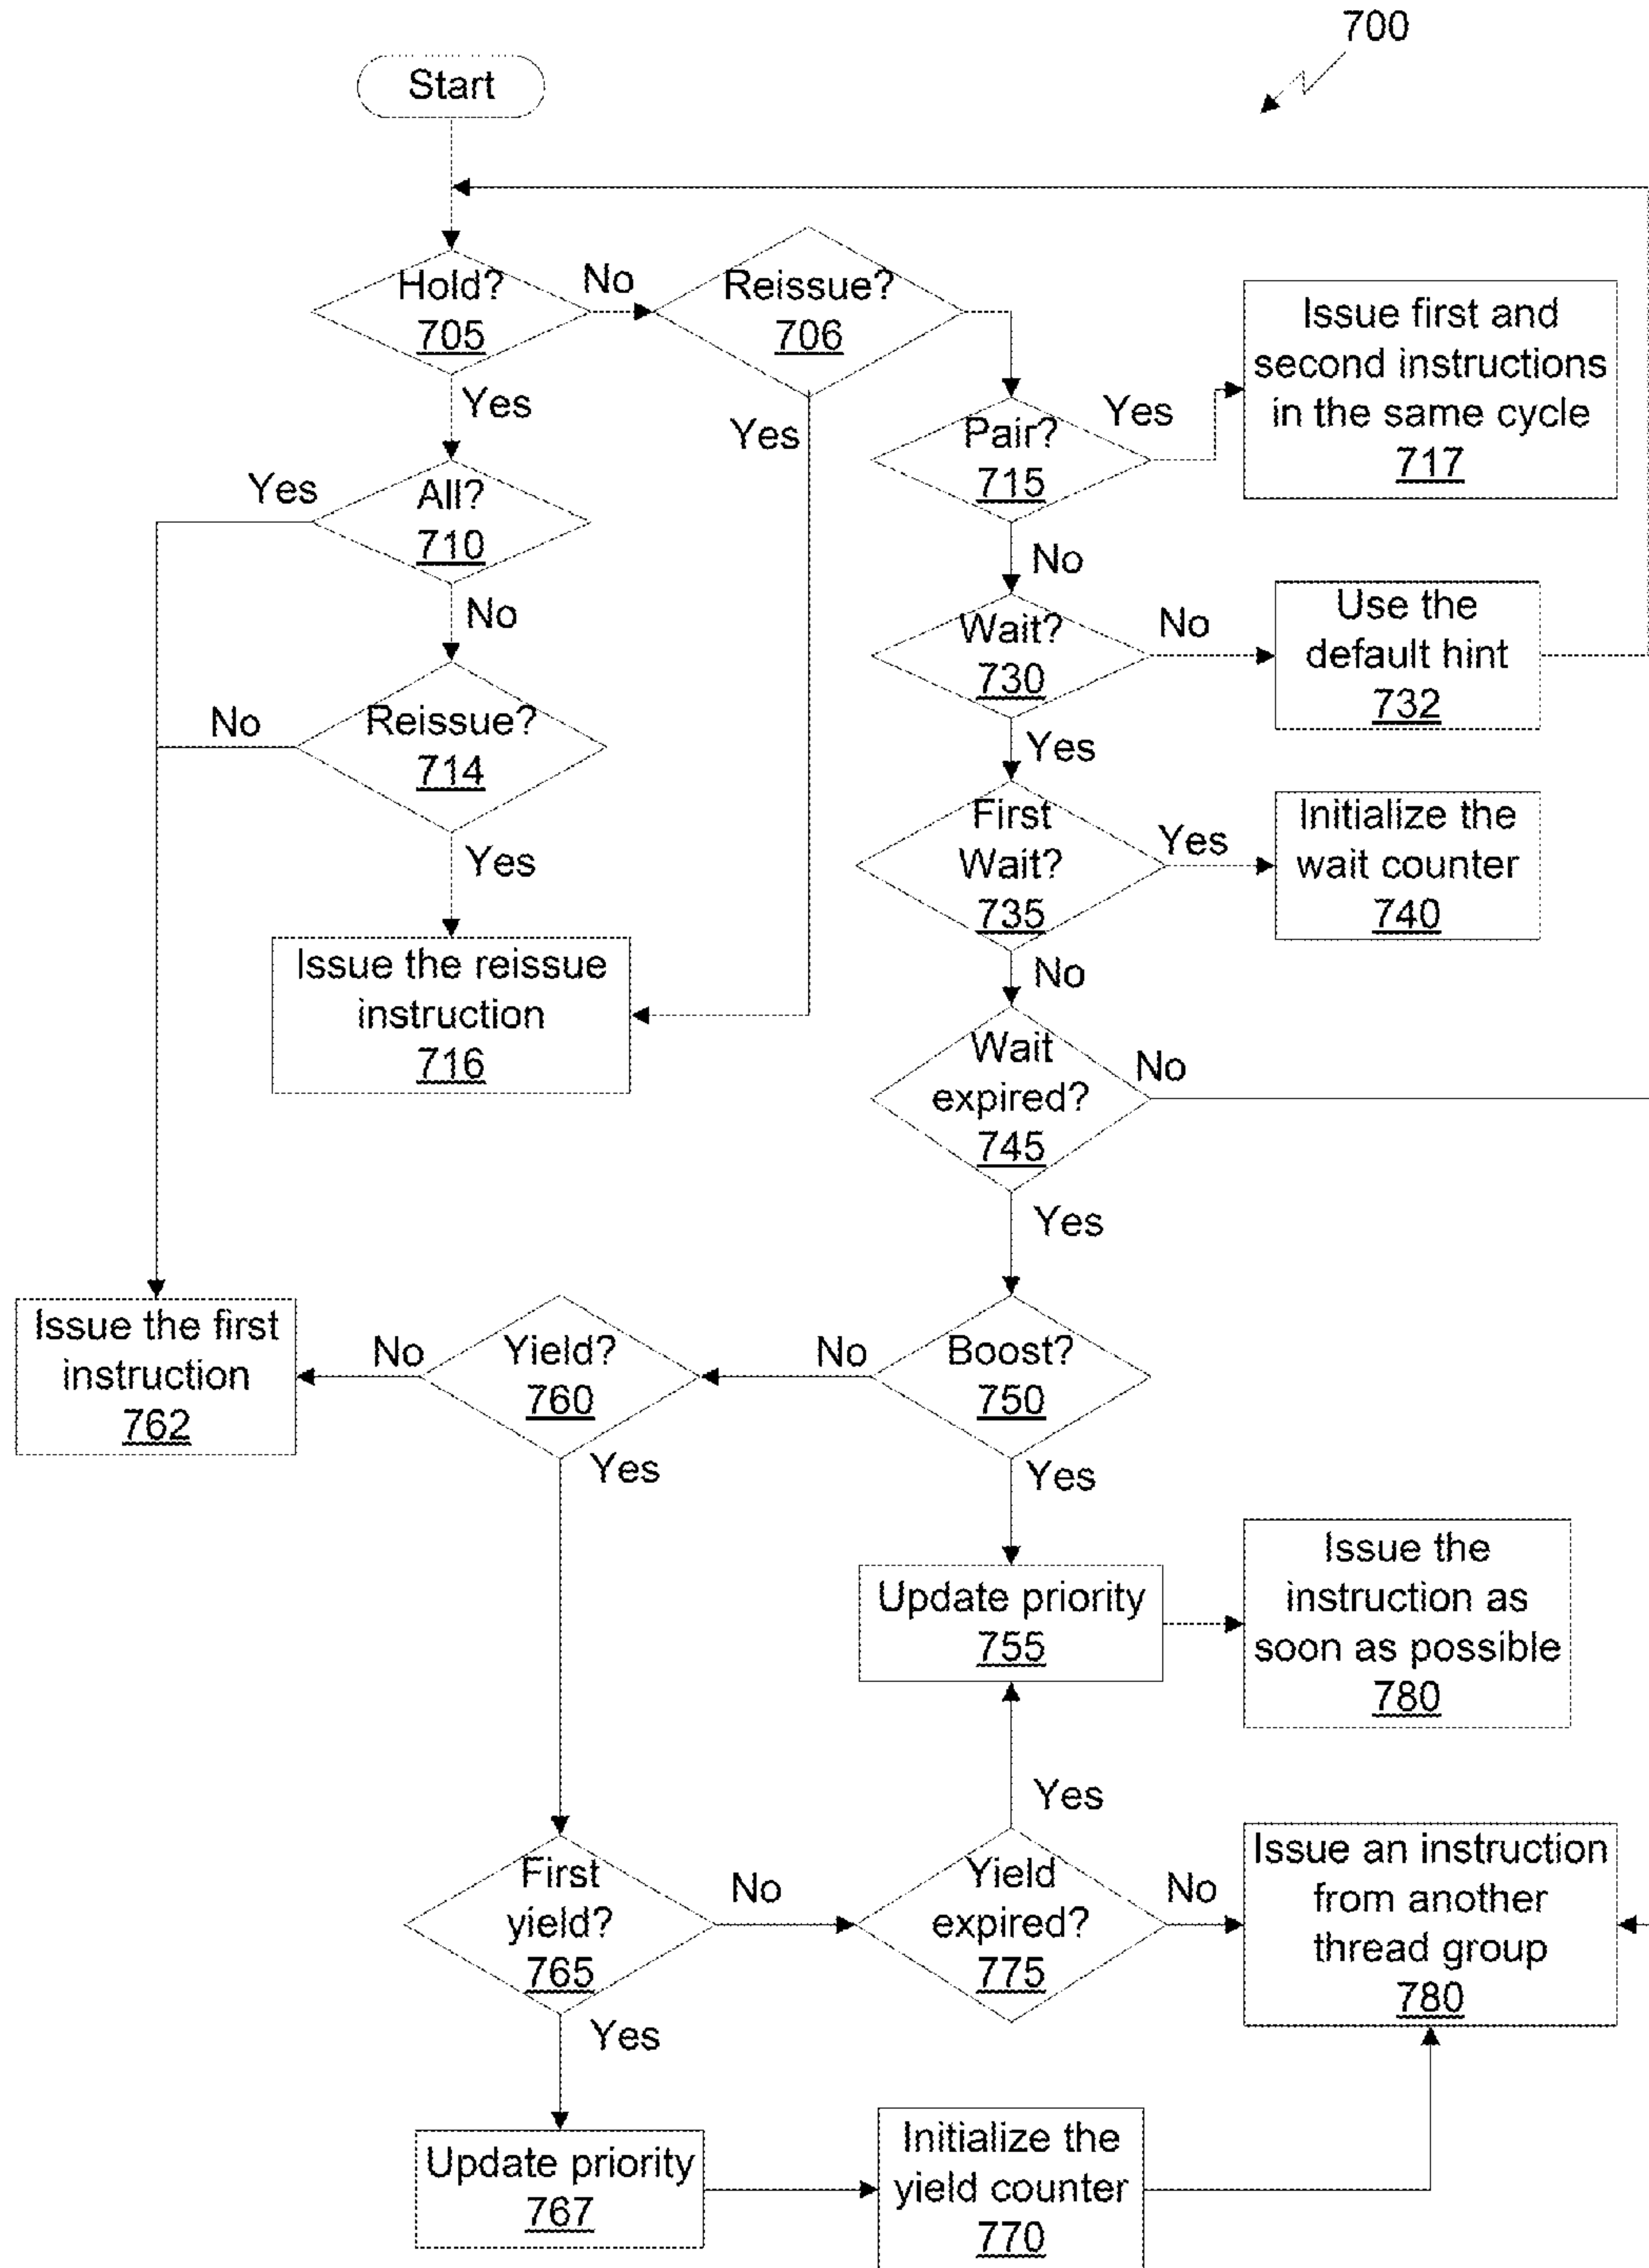 700
Start
Hold?
705
No
Reissue?
706
Issue first and
second instructions
in the same cycle
717
Yes
Yes
Pair?
715
Yes
Yes
All?
710
No
No
Wait?
730
No
Use the
default hint
732
No
Reissue?
714
Yes
Yes
First
Wait?
735
Yes
Initialize the
wait counter
740
Issue the reissue
instruction
716
No
Wait
expired?
745
No
Yes
Issue the first
instruction
762
No
Yield?
760
No
Boost?
750
Yes
Yes
Update priority
755
Issue the
instruction as
soon as possible
780
Yes
First
yield?
765
No
Yield
expired?
775
No
Issue an instruction
from another
thread group
780
Yes
Update priority
767
Initialize the
yield counter
770